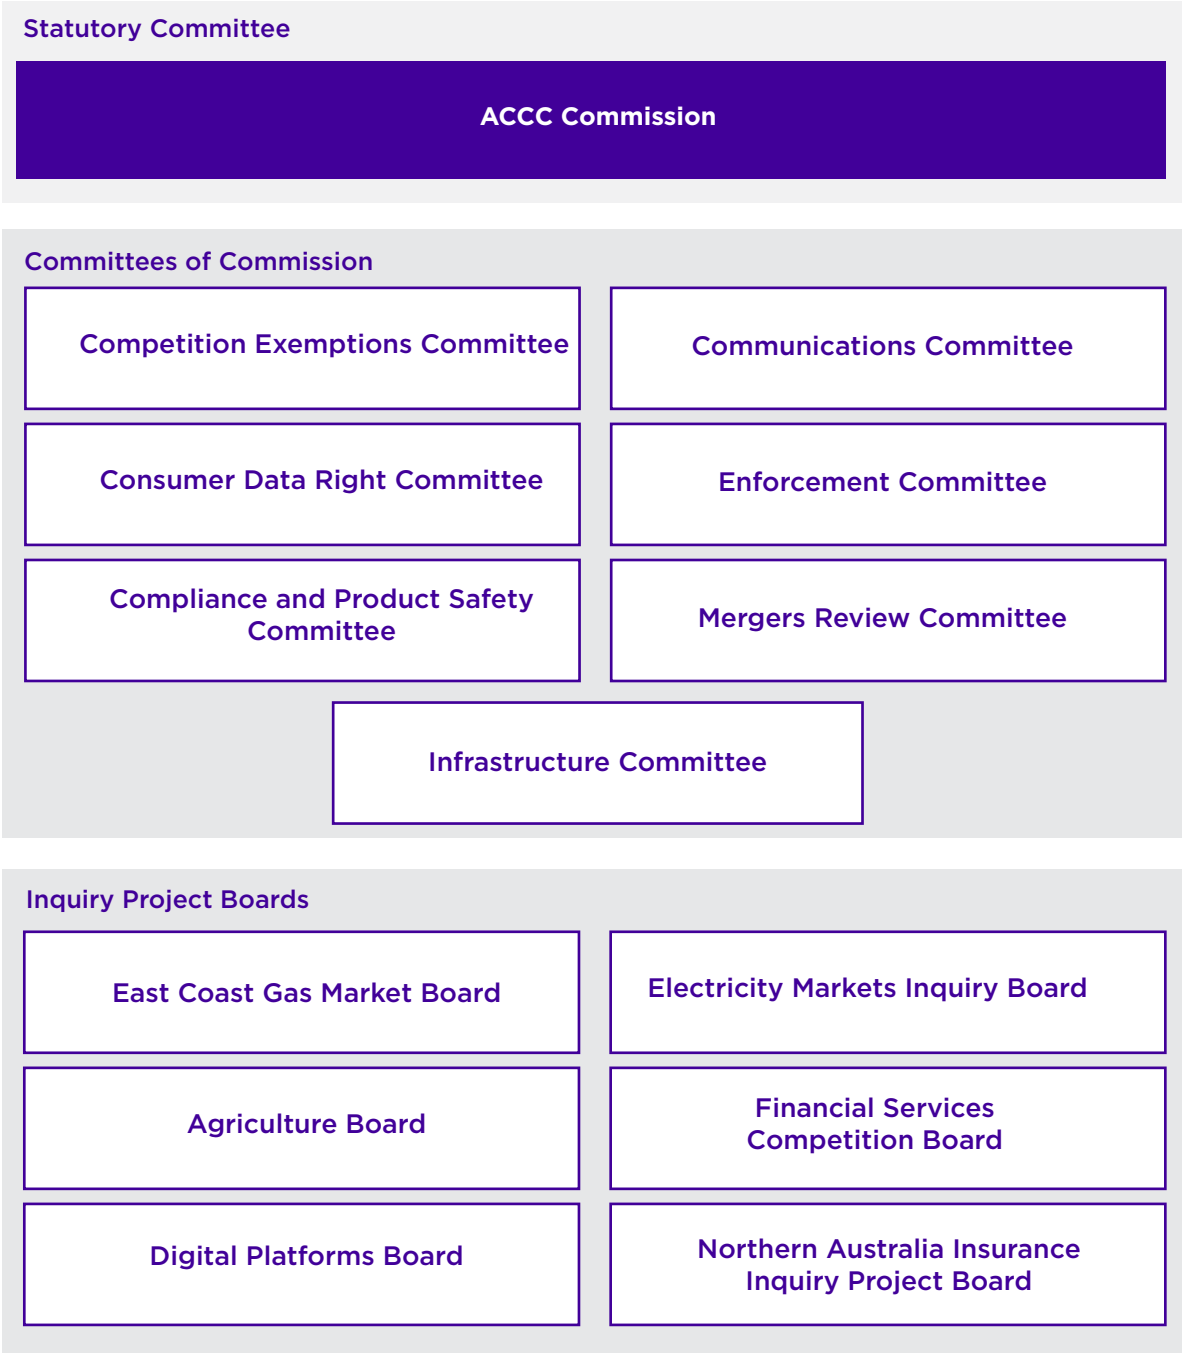 Statutory Committee
ACCC Commission
Committees of Commission
Competition Exemptions Committee
Communications Committee
Consumer Data Right Committee
Enforcement Committee
Compliance and Product Safety
Committee
Mergers Review Committee
Infrastructure Committee
Inquiry Project Boards
East Coast Gas Market Board
Electricity Markets Inquiry Board
Agriculture Board
Financial Services
Competition Board
Digital Platforms Board
Northern Australia Insurance
Inquiry Project Board